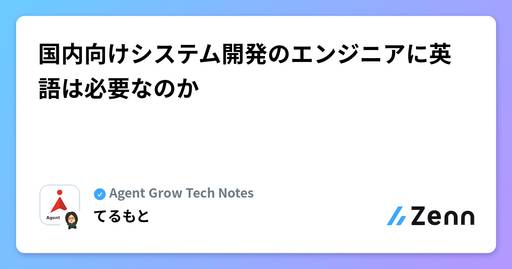 国内向けシステム開発のエンジニアに英
語は必要なのか
Agent Grow Tech Notes
Agent
てるもと
Zenn